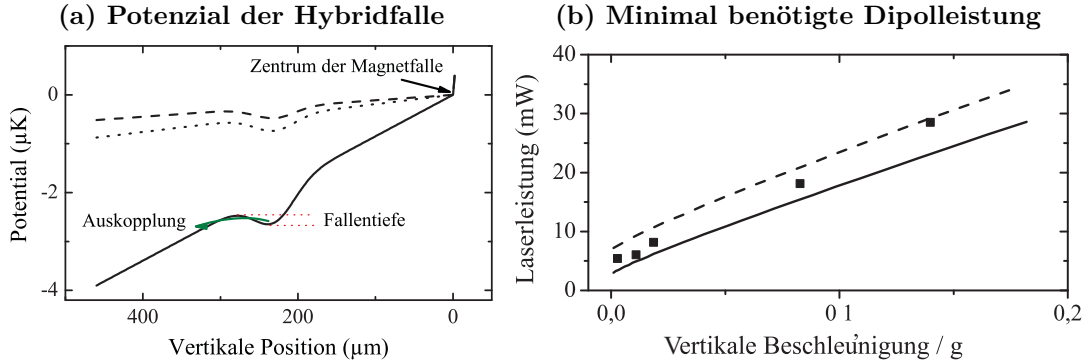 (a) Potenzial der Hybridfalle
Zentrum der Magnetfalle
0
-2
-4
Potential (µK)
Auskopplung
Fallentiefe
400
200
0
Vertikale Position (µm)
(b) Minimal benötigte Dipolleistung
40
30
20
10
0
Laserleistung (mW)
0,0
0 1
0,2
Vertikale Beschleunigung / g